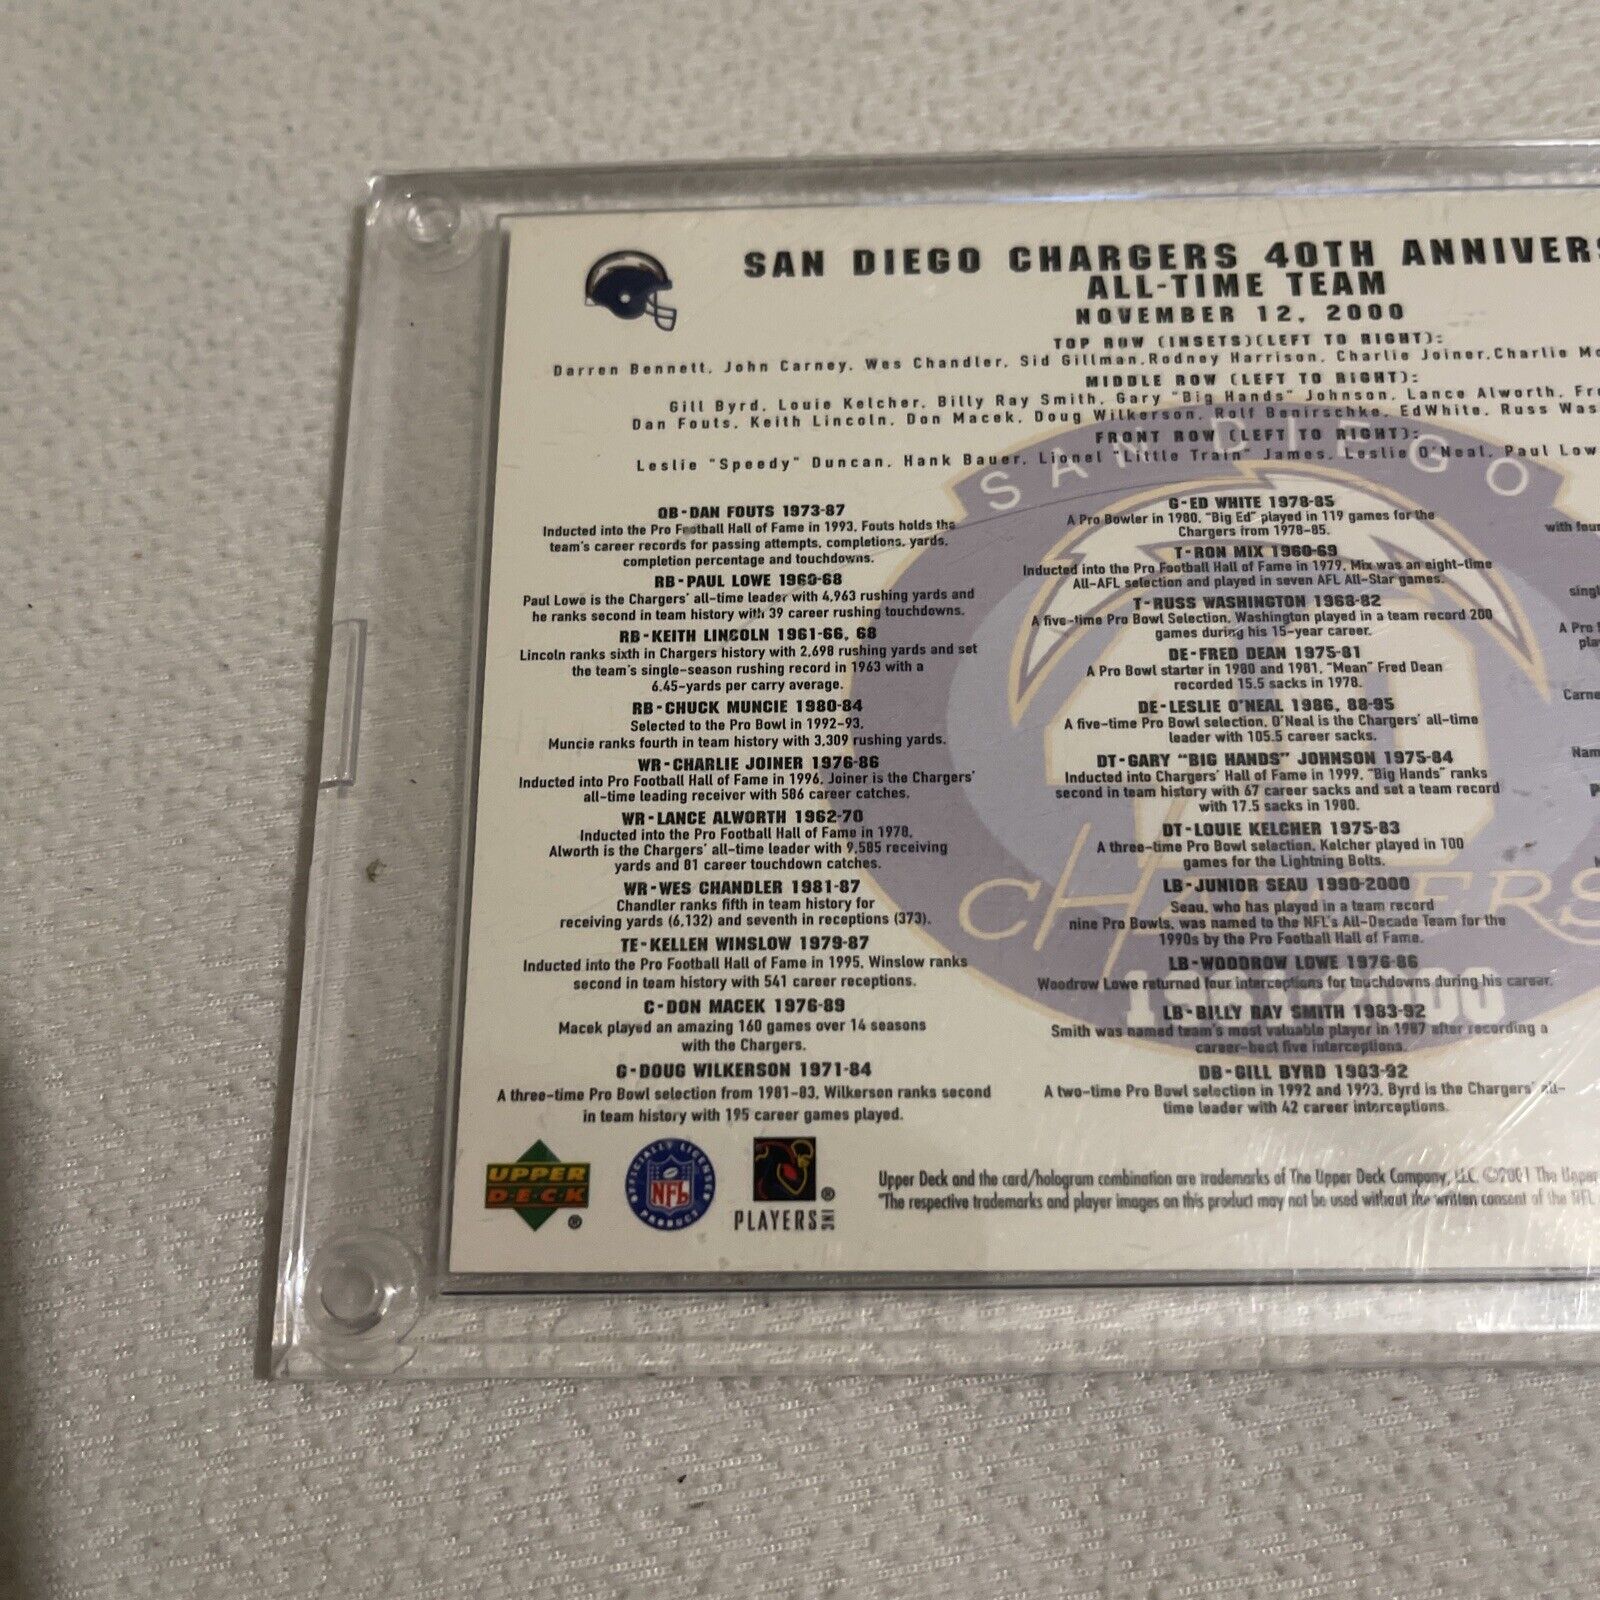 SAN DIEGO CHARGERS 40TH ANNIVERS
ALL-TIME TEAM
NOVEMBER 12, 2000
TOP ROW (INSETS)(LEFT TO RIGHT):
Darren Bennett, John Carney, Wes Chandler, Sid Gillman,Rodney Harrison, Charlie Joiner,Charlie Mc
MIDDLE ROW (LEFT TO RIGHT):
Gill Byrd, Louie Kelcher, Billy Ray Smith, Gary "Big Hands" Johnson, Lance Alworth, Fre
Dan Fouts, Keith Lincoln, Don Macek, Doug Wilkerson, Rolf Benirschke, EdWhite, Russ Was
FRONT ROW (LEFT TO RIGHT):
Leslie "Speedy" Duncan, Hank Bauer, Lionel "Little Train" James, Leslie O'Neal, Paul Low
QB-DAN FOUTS 1973-87
Inducted into the Pro Football Hall of Fame in 1993, Fouts holds the
team's career records for passing attempts, completions, yards,
completion percentage and touchdowns.
RB-PAUL LOWE 1960-68
Paul Lowe is the Chargers' all-time leader with 4,963 rushing yards and
he ranks second in team history with 39 career rushing touchdowns.
RB-KEITH LINCOLN 1961-66, 68
Lincoln ranks sixth in Chargers history with 2,698 rushing yards and set
the team's single-season rushing record in 1963 with a
6.45-yards per carry average.
RB-CHUCK MUNCIE 1980-84
Selected to the Pro Bowl in 1992-93,
Muncie ranks fourth in team history with 3,309 rushing yards.
WR-CHARLIE JOINER 1976-86
Inducted into Pro Football Hall of Fame in 1996, Joiner is the Chargers'
all-time leading receiver with 586 career catches.
WR-LANCE ALWORTH 1962-70
Inducted into the Pro Football Hall of Fame in 1978,
Alworth is the Chargers' all-time leader with 9,585 receiving
yards and 81 career touchdown catches.
WR-WES CHANDLER 1981-87
Chandler ranks fifth in team history for
receiving yards (6,132) and seventh in receptions (373).
TE-KELLEN WINSLOW 1979-87
Inducted into the Pro Football Hall of Fame in 1995, Winslow ranks
second in team history with 541 career receptions.
C-DON MACEK 1976-89
Macek played an amazing 160 games over 14 seasons
with the Chargers.
G-DOUG WILKERSON 1971-84
A three-time Pro Bowl selection from 1981-83, Wilkerson ranks second
in team history with 195 career games played.
G-ED WHITE 1978-85
A Pro Bowler in 1980, "Big Ed" played in 119 games for the
Chargers from 1978-85.
T-RON MIX 1960-69
Inducted into the Pro Football Hall of Fame in 1979, Mix was an eight-time
All-AFL selection and played in seven AFL All-Star games.
T-RUSS WASHINGTON 1968-82
A five-time Pro Bowl Selection, Washington played in a team record 200
games during his 15-year career.
DE-FRED DEAN 1975-81
A Pro Bowl starter in 1980 and 1981, "Mean" Fred Dean
recorded 15.5 sacks in 1978.
DE-LESLIE O'NEAL 1986, 88-95
A five-time Pro Bowl selection, O'Neal is the Chargers' all-time
leader with 105.5 career sacks.
DT-GARY "BIG HANDS" JOHNSON 1975-84
Inducted into Chargers' Hall of Fame in 1999, "Big Hands" ranks
second in team history with 67 career sacks and set a team record
with 17.5 sacks in 1980.
DT-LOUIE KELCHER 1975-83
A three-time Pro Bowl selection, Kelcher played in 100
games for the Lightning Bolts.
LB-JUNIOR SEAU 1990-2000
Seau, who has played in a team record
nine Pro Bowls, was named to the NFL's All-Decade Team for the
1990s by the Pro Football Hall of Fame.
LB-WOODROW LOWE 1976-86
Woodrow Lowe returned four interceptions for touchdowns during his career.
LB-BILLY RAY SMITH 1983-92
Smith was named team's most valuable player in 1987 after recording a
career-best five interceptions.
DB-GILL BYRD 1983-92
A two-time Pro Bowl selection in 1992 and 1993, Byrd is the Chargers' all-
time leader with 42 career interceptions.
with four
singl
A Pro
pla
Carne
Nam
SAN DIEGO
40
CHARGERS
UPPER
DECK
®
OFFICIALLY LICENSED
NFL
PRODUCT
PLAYERS INC
®
Upper Deck and the card/hologram combination are trademarks of The Upper Deck Company, LLC. ©2001 The Upper
"The respective trademarks and player images on this product may not be used without the written consent of the NFL